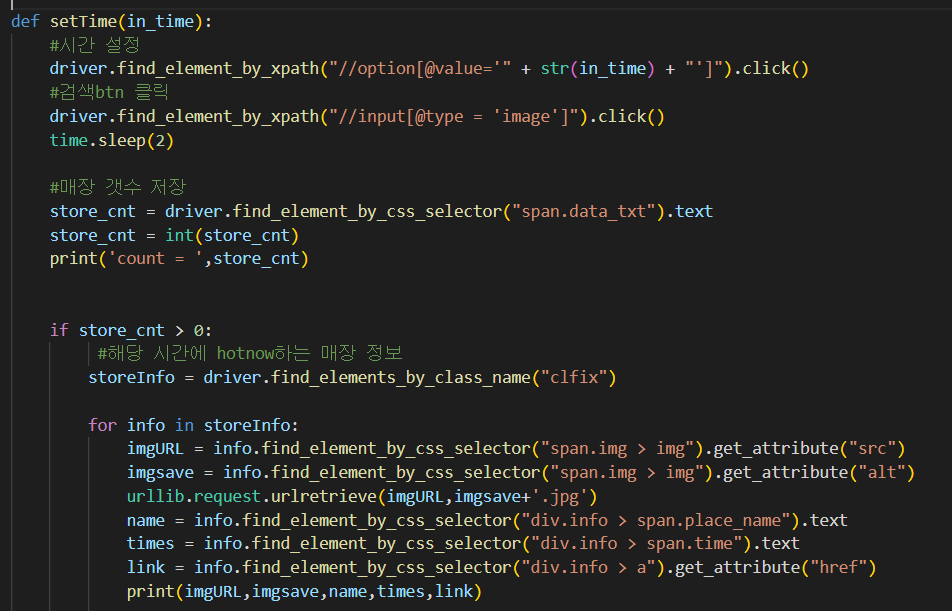 def setTime(in_time):
#시간 설정
driver.find_element_by_xpath("//option[@value='" + str(in_time) + "']").click()
#검색btn 클릭
driver.find_element_by_xpath("//input[@type = 'image']").click()
time.sleep(2)
#매장 갯수 저장
store_cnt = driver.find_element_by_css_selector("span.data_txt").text
store_cnt = int(store_cnt)
print('count = ',store_cnt)
if store_cnt > 0:
#해당 시간에 hotnow하는 매장 정보
storeInfo = driver.find_elements_by_class_name("clfix")
for info in storeInfo:
imgURL = info.find_element_by_css_selector("span.img > img").get_attribute("src")
imgsave = info.find_element_by_css_selector("span.img > img").get_attribute("alt")
urllib.request.urlretrieve(imgURL,imgsave+'.jpg')
name = info.find_element_by_css_selector("div.info > span.place_name").text
times = info.find_element_by_css_selector("div.info > span.time").text
link = info.find_element_by_css_selector("div.info > a").get_attribute("href")
print(imgURL,imgsave,name,times,link)